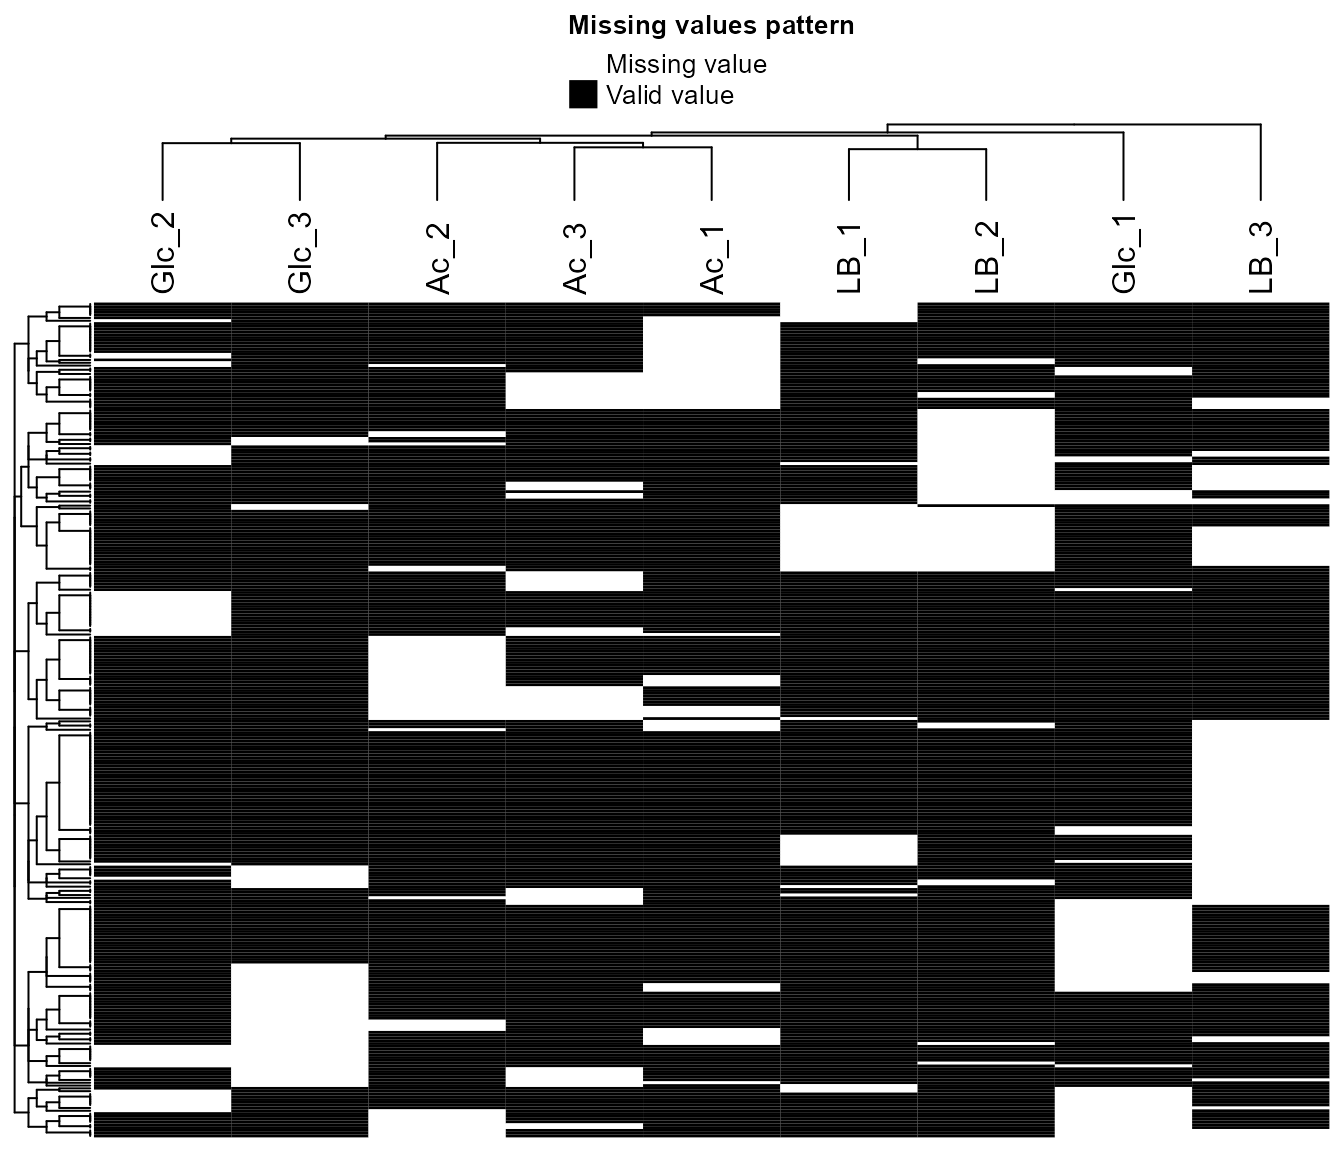 Missing values pattern
Missing value
Valid value
Glc_2
Glc_3
Ac_2
Ac_3
Ac_1
LB_1
LB_2
Glc_1
LB_3